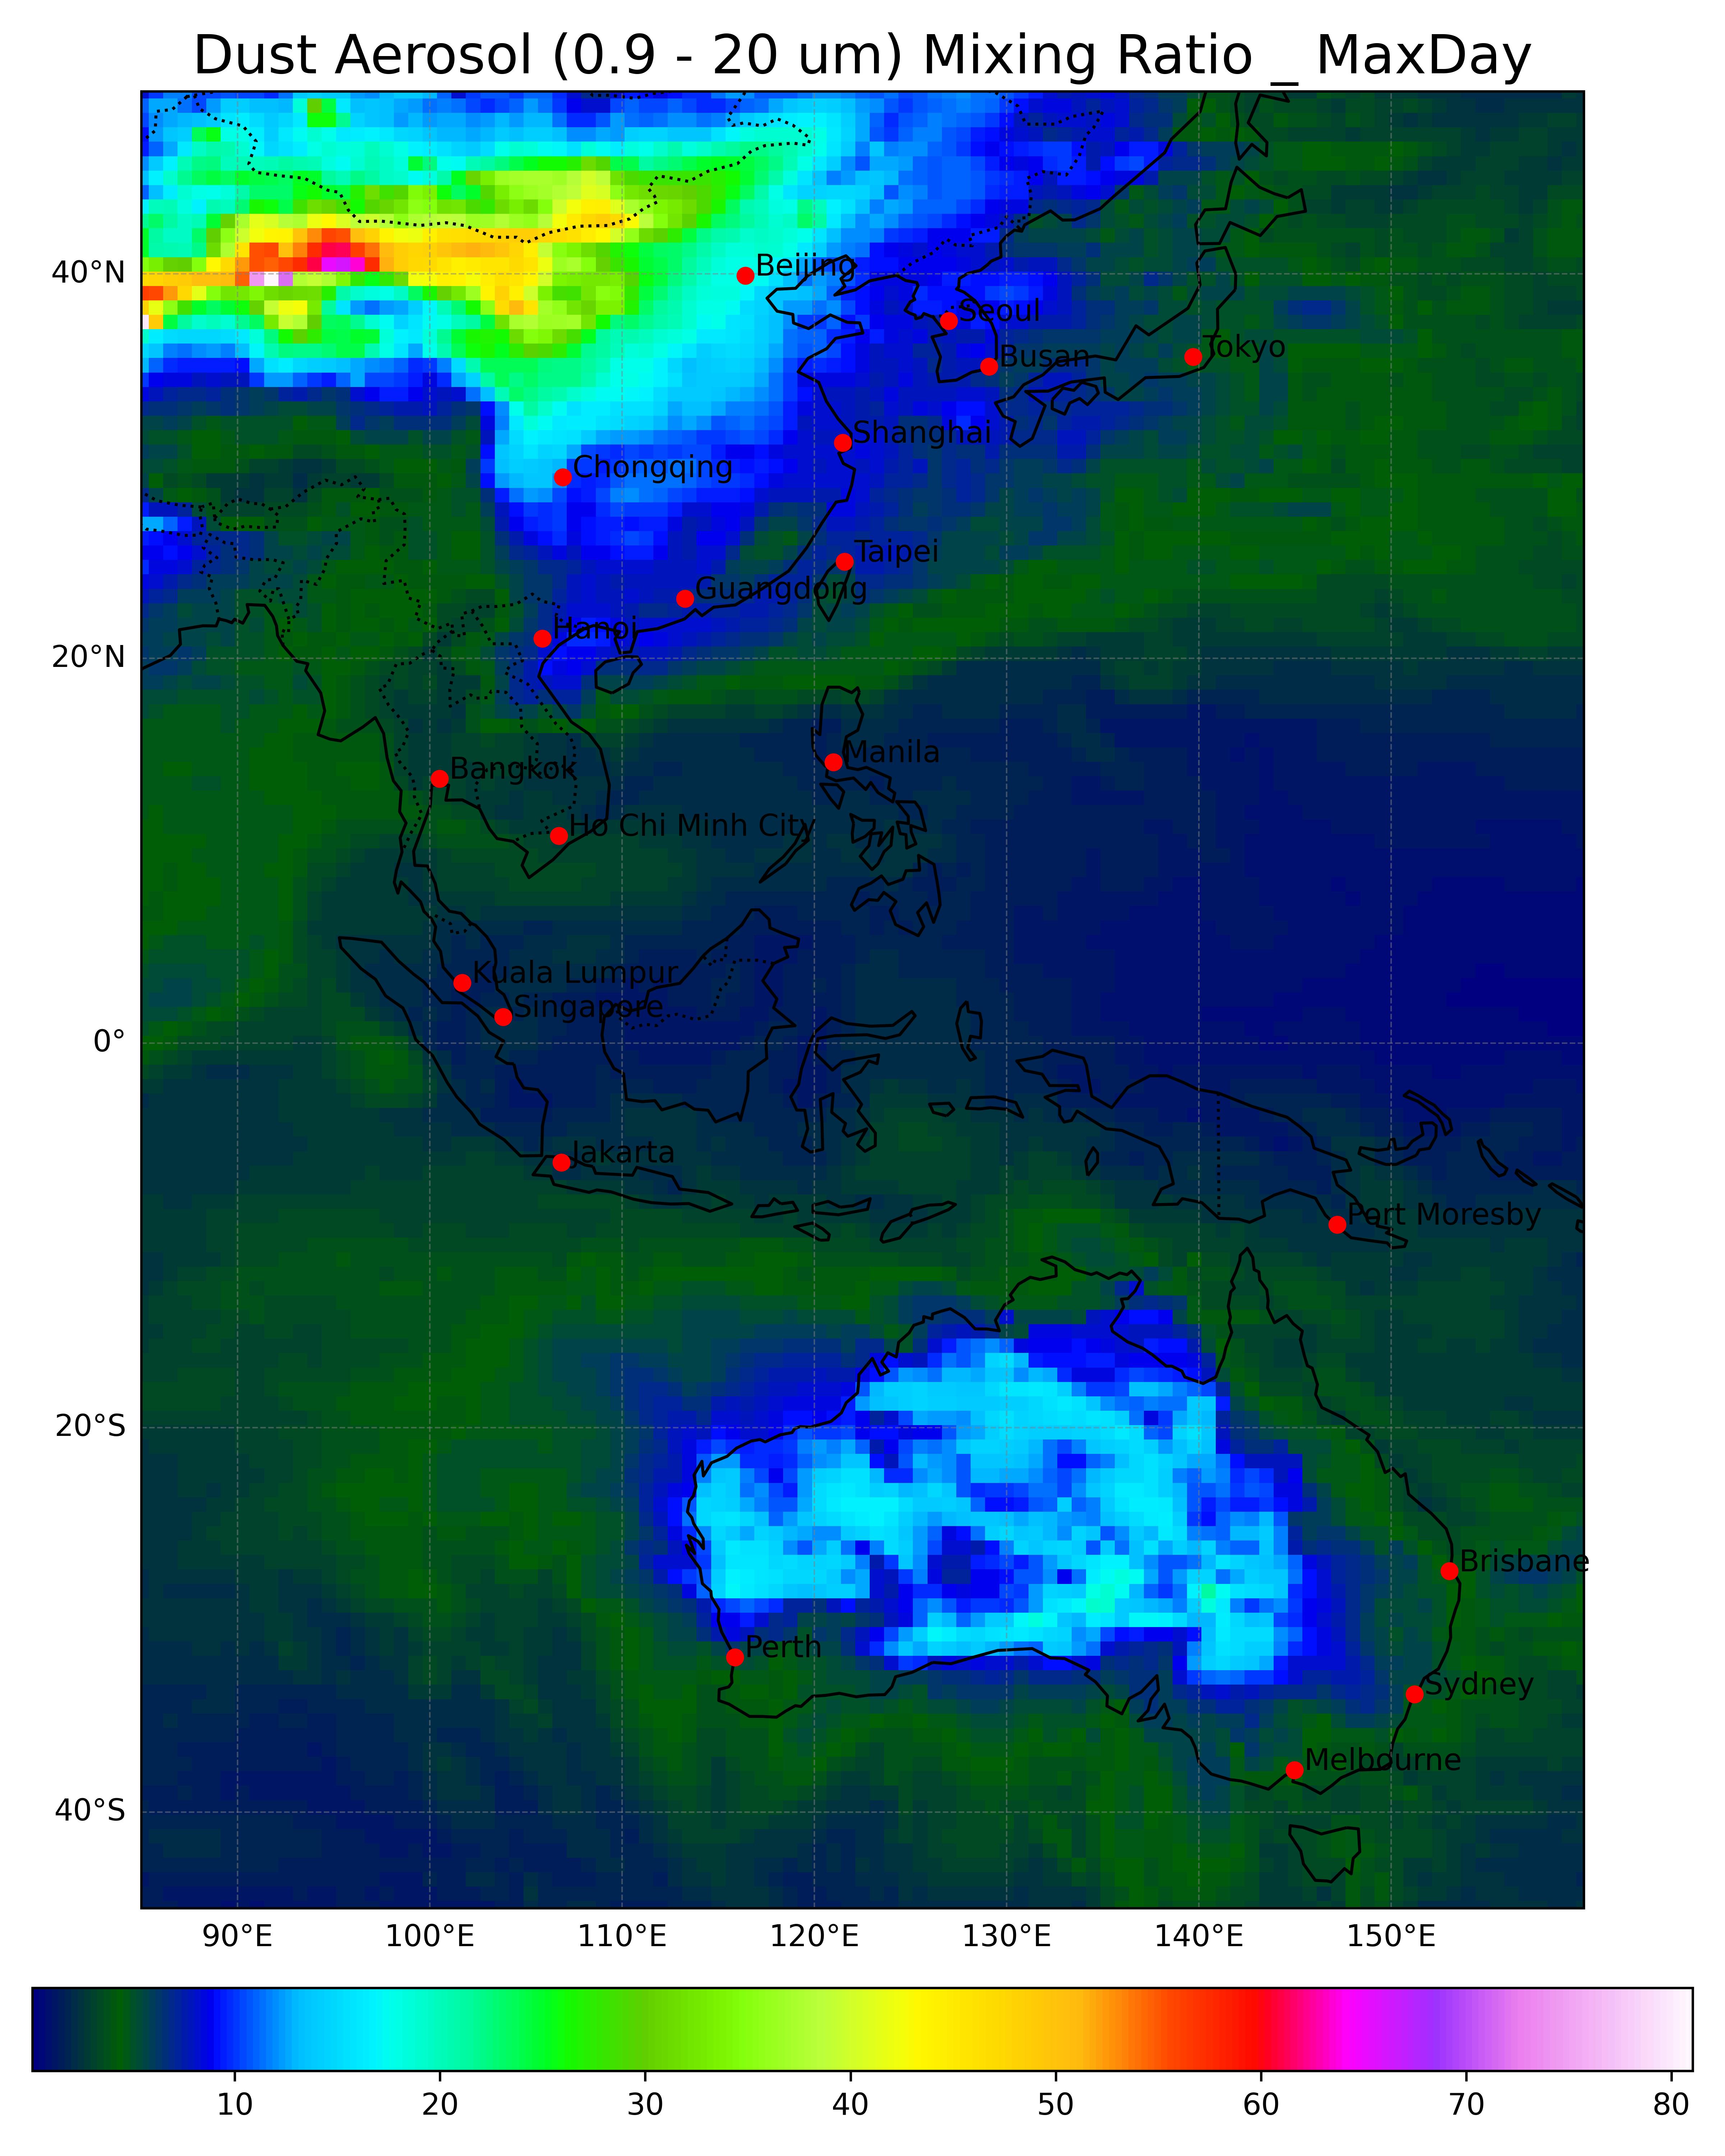 Dust Aerosol (0.9 - 20 um) Mixing Ratio _ MaxDay
40°N
20°N
0°
20°S
40°S
Beijing
Seoul
Tokyo
Busan
Shanghai
Chongqing
Taipei
Guangdong
Hanoi
Manila
Bangkok
Ho Chi Minh City
Kuala Lumpur
Singapore
Jakarta
Port Moresby
Brisbane
Perth
Sydney
Melbourne
90°E 100°E 110°E 120°E 130°E 140°E 150°E
10 20 30 40 50 60 70 80